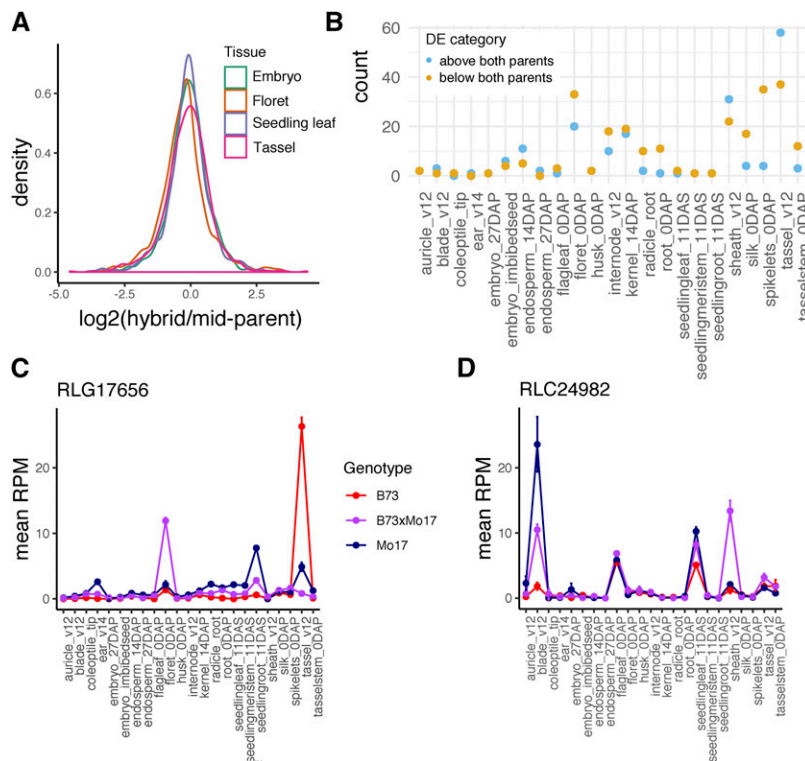 A
Tissue
Embryo
Floret
Seedling leaf
Tassel
density
0.6
0.4
0.2
0.0
-5.0
-2.5
0.0
2.5
log2(hybrid/mid-parent)
B
DE category
above both parents
below both parents
count
60
40
20
0
auricle_v12
blade_v12
coleoptile_tip
ear_v14
embryo_27DAP
embryo_imbibedseed
endosperm_14DAP
endosperm_27DAP
flagleaf_0DAP
floret_0DAP
husk_0DAP
internode_v12
kernel_14DAP
radicle_root
root_0DAP
seedlingleaf_11DAS
seedlingmeristem_11DAS
seedlingroot_11DAS
sheath_v12
silk_0DAP
spikelets_0DAP
tassel_v12
tasselstem_0DAP
C
RLG17656
mean RPM
20
10
0
auricle_v12
blade_v12
coleoptile_tip
ear_v14
embryo_27DAP
embryo_imbibedseed
endosperm_14DAP
endosperm_27DAP
flagleaf_0DAP
floret_0DAP
husk_0DAP
internode_v12
kernel_14DAP
radicle_root
root_0DAP
seedlingleaf_11DAS
seedlingmeristem_11DAS
seedlingroot_11DAS
sheath_v12
silk_0DAP
spikelets_0DAP
tassel_v12
tasselstem_0DAP
Genotype
B73
B73xMo17
Mo17
D
RLC24982
mean RPM
20
10
0
auricle_v12
blade_v12
coleoptile_tip
ear_v14
embryo_27DAP
embryo_imbibedseed
endosperm_14DAP
endosperm_27DAP
flagleaf_0DAP
floret_0DAP
husk_0DAP
internode_v12
kernel_14DAP
radicle_root
root_0DAP
seedlingleaf_11DAS
seedlingmeristem_11DAS
seedlingroot_11DAS
sheath_v12
silk_0DAP
spikelets_0DAP
tassel_v12
tasselstem_0DAP